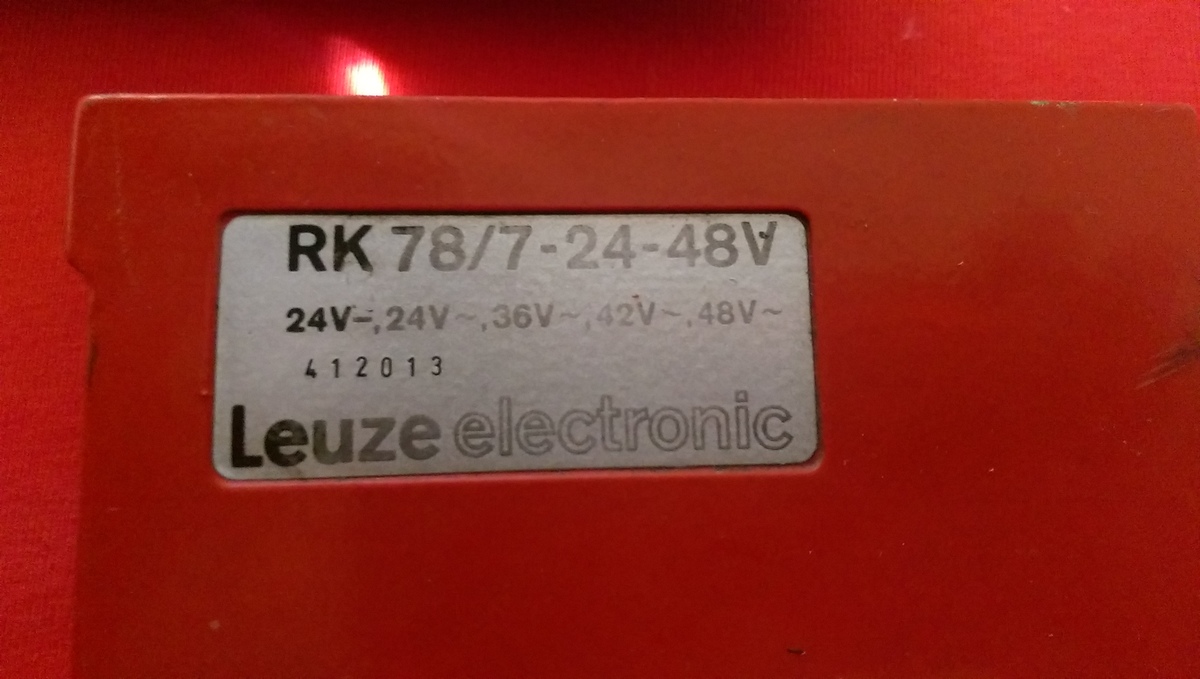 RK 78/7-24-48V
24V-,24V~,36V~,42V~,48V~
412013
Leuze electronic